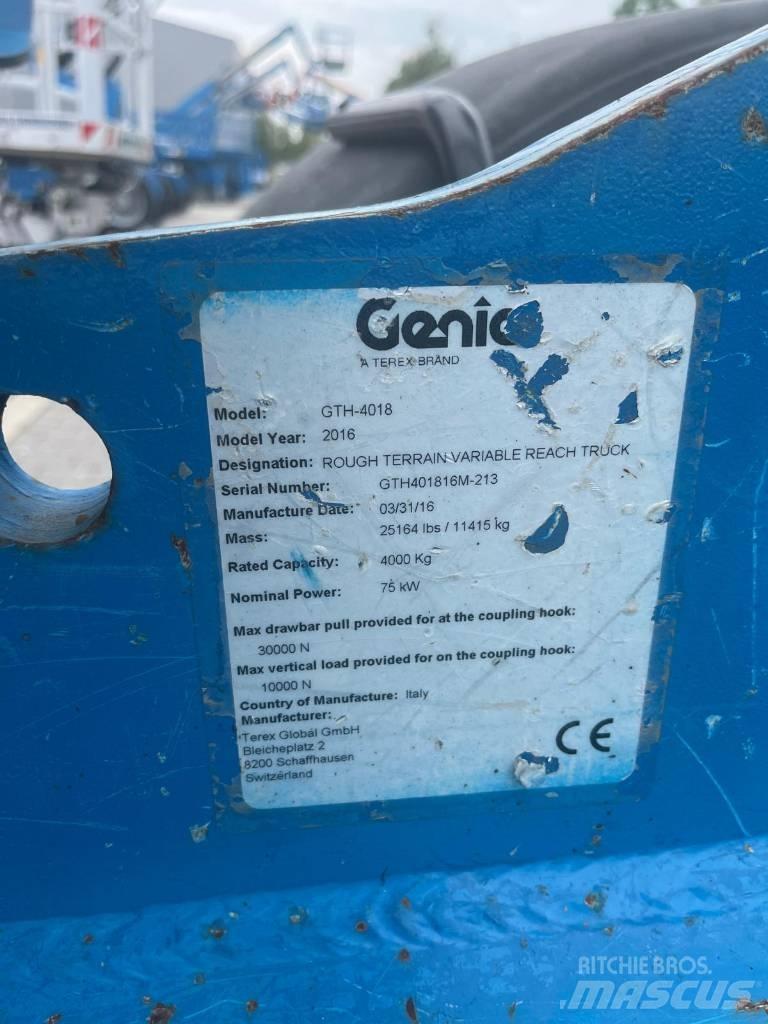 Genie
A TEREX BRAND
Model: GTH-4018
Model Year: 2016
Designation: ROUGH TERRAIN VARIABLE REACH TRUCK
Serial Number: GTH401816M-213
Manufacture Date: 03/31/16
Mass: 25164 lbs / 11415 kg
Rated Capacity: 4000 Kg
Nominal Power: 75 kW
Max drawbar pull provided for at the coupling hook:
30000 N
Max vertical load provided for on the coupling hook:
10000 N
Country of Manufacture: Italy
Manufacturer:
Terex Global GmbH
Bleicheplatz 2
8200 Schaffhausen
Switzerland
CE
RITCHIE BROS.
MASCUS